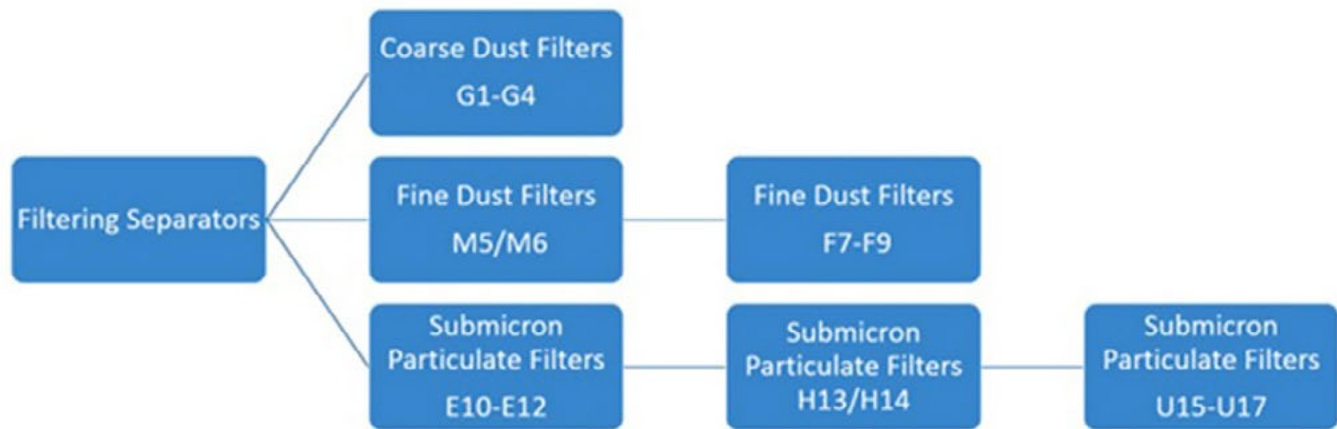 Filtering Separators
Coarse Dust Filters
G1-G4
Fine Dust Filters
M5/M6
Fine Dust Filters
F7-F9
Submicron
Particulate Filters
E10-E12
Submicron
Particulate Filters
H13/H14
Submicron
Particulate Filters
U15-U17